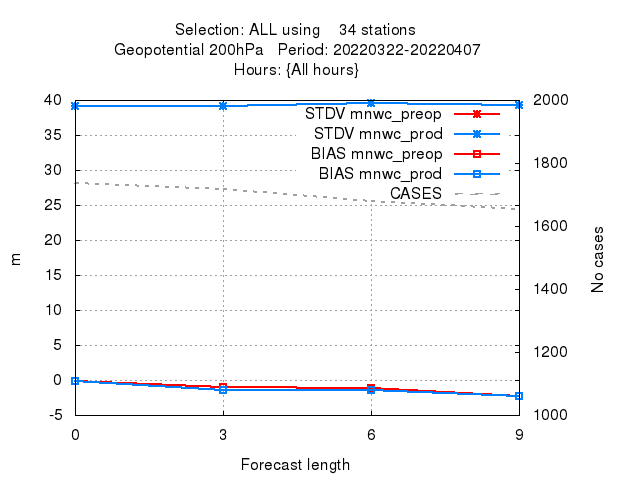 Selection: ALL using 34 stations
Geopotential 200hPa Period: 20220322-20220407
Hours: {All hours}
STDV mnwc_preop
STDV mnwc_prod
BIAS mnwc_preop
BIAS mnwc_prod
CASES
40
35
30
25
20
15
10
5
0
-5
m
2000
1800
1600
1400
1200
1000
No cases
0 3 6 9
Forecast length